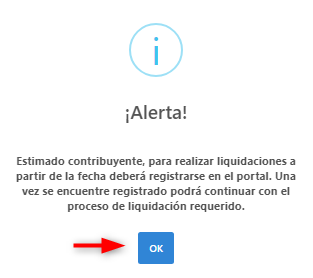 ¡Alerta!
Estimado contribuyente, para realizar liquidaciones a
partir de la fecha deberá registrarse en el portal. Una
vez se encuentre registrado podrá continuar con el
proceso de liquidación requerido.
OK